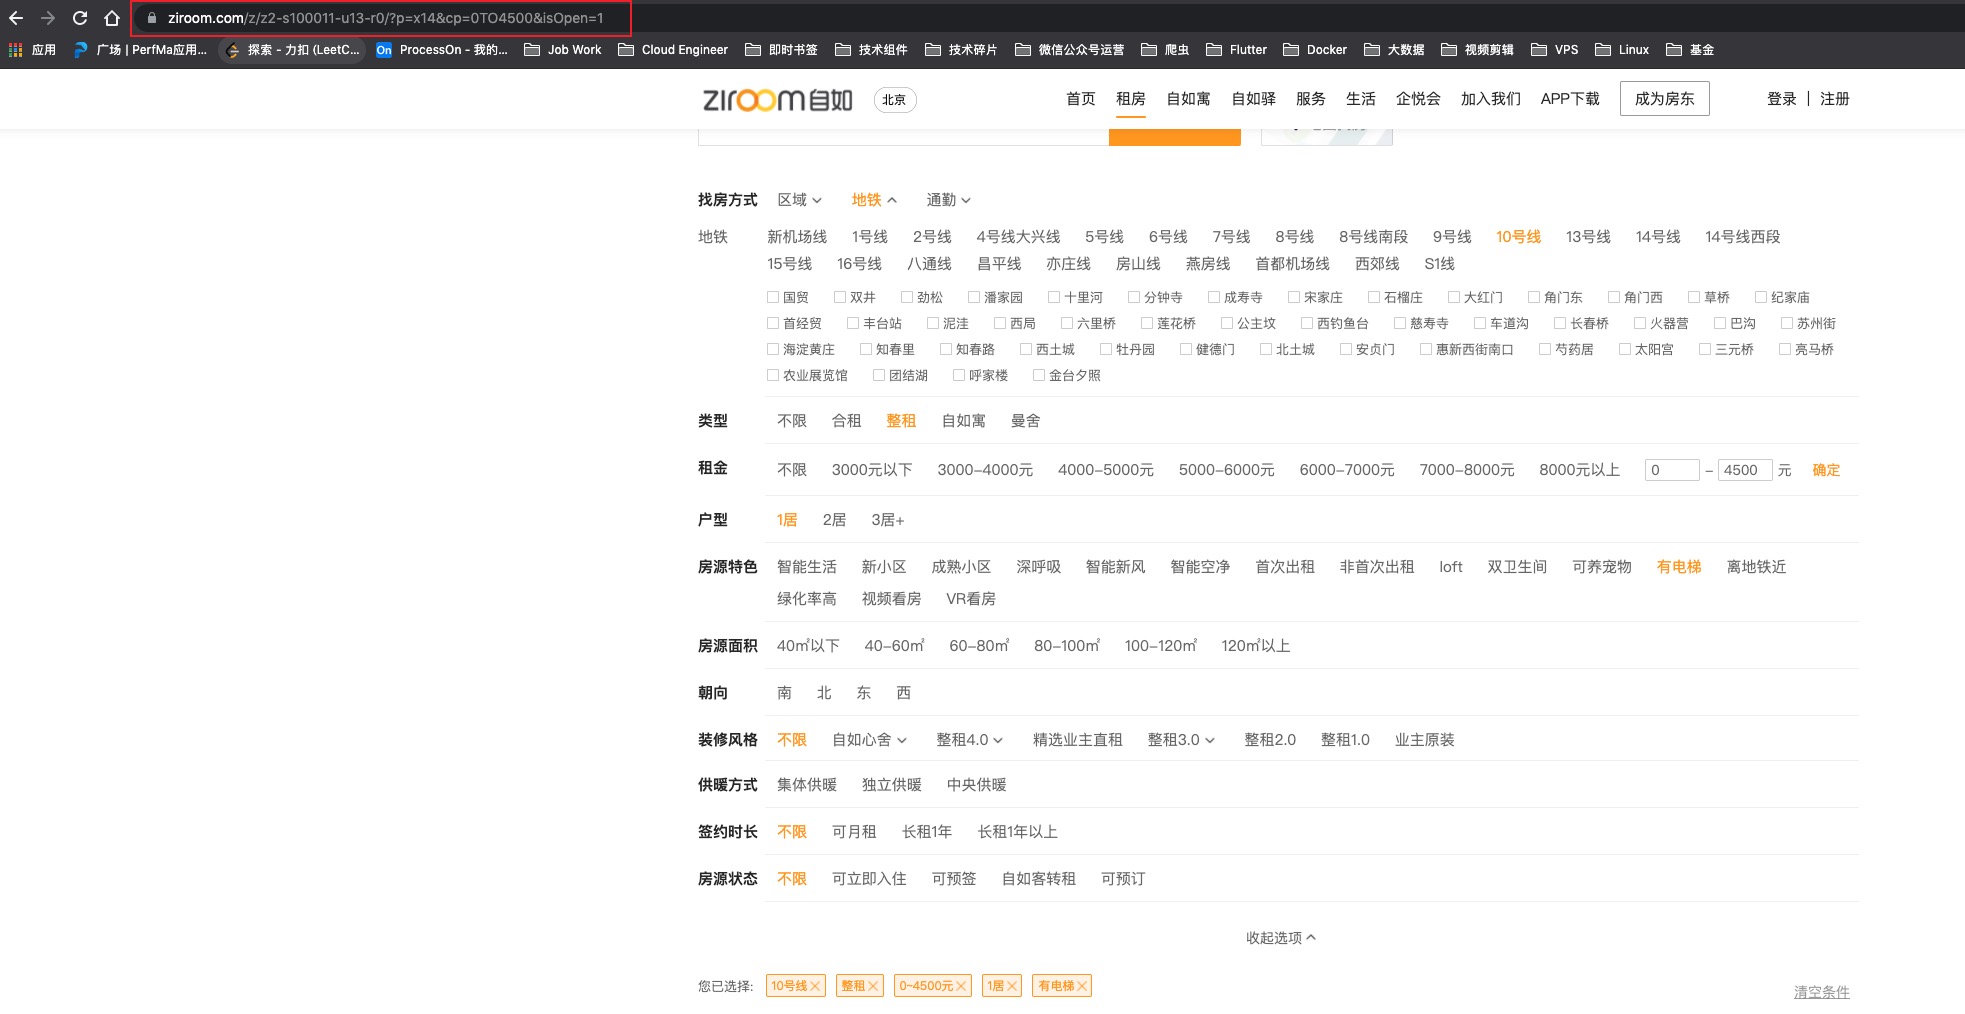 ziroom.com/z/z2-s100011-u13-r0/?p=x14&cp=0TO4500&isOpen=1
应用 广场 | PerfMa应用... 探索 - 力扣 (LeetC... On ProcessOn - 我的... Job Work Cloud Engineer 即时书签 技术组件 技术碎片 微信公众号运营 爬虫 Flutter Docker 大数据 视频剪辑 VPS Linux 基金
ziroom自如 北京 首页 租房 自如寓 自如驿 服务 生活 企悦会 加入我们 APP下载 成为房东 登录 | 注册
找房方式 区域 地铁 通勤
地铁 新机场线 1号线 2号线 4号线大兴线 5号线 6号线 7号线 8号线 8号线南段 9号线 10号线 13号线 14号线 14号线西段
15号线 16号线 八通线 昌平线 亦庄线 房山线 燕房线 首都机场线 西郊线 S1线
国贸 双井 劲松 潘家园 十里河 分钟寺 成寿寺 宋家庄 石榴庄 大红门 角门东 角门西 草桥 纪家庙
首经贸 丰台站 泥洼 西局 六里桥 莲花桥 公主坟 西钓鱼台 慈寿寺 车道沟 长春桥 火器营 巴沟 苏州街
海淀黄庄 知春里 知春路 西土城 牡丹园 健德门 北土城 安贞门 惠新西街南口 芍药居 太阳宫 三元桥 亮马桥
农业展览馆 团结湖 呼家楼 金台夕照
类型 不限 合租 整租 自如寓 曼舍
租金 不限 3000元以下 3000-4000元 4000-5000元 5000-6000元 6000-7000元 7000-8000元 8000元以上 0 - 4500 元 确定
户型 1居 2居 3居+
房源特色 智能生活 新小区 成熟小区 深呼吸 智能新风 智能空净 首次出租 非首次出租 loft 双卫生间 可养宠物 有电梯 离地铁近
绿化率高 视频看房 VR看房
房源面积 40㎡以下 40-60㎡ 60-80㎡ 80-100㎡ 100-120㎡ 120㎡以上
朝向 南 北 东 西
装修风格 不限 自如心舍 整租4.0 精选业主直租 整租3.0 整租2.0 整租1.0 业主原装
供暖方式 集体供暖 独立供暖 中央供暖
签约时长 不限 可月租 长租1年 长租1年以上
房源状态 不限 可立即入住 可预签 自如客转租 可预订
收起选项
您已选择: 10号线 整租 0~4500元 1居 有电梯 清空条件